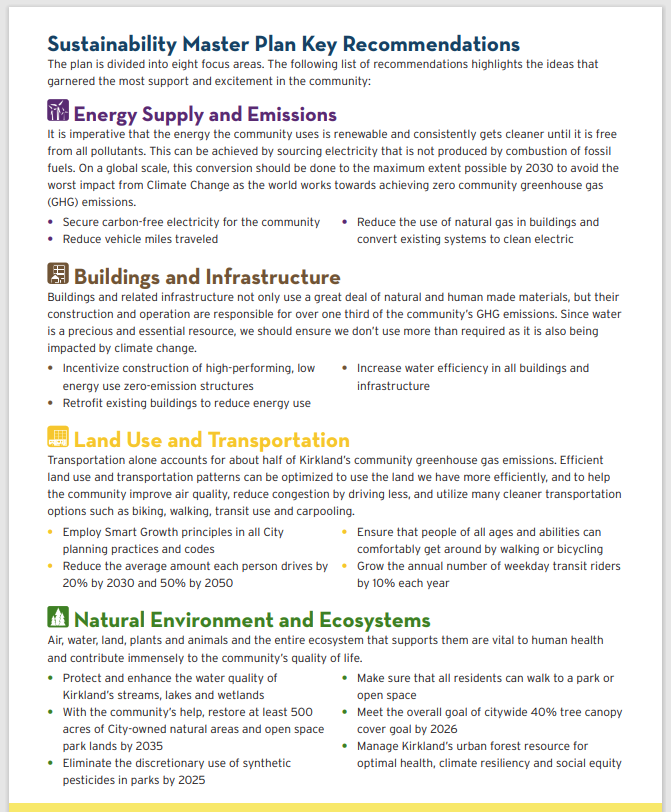 Sustainability Master Plan Key Recommendations
The plan is divided into eight focus areas. The following list of recommendations highlights the ideas that
garnered the most support and excitement in the community:
Energy Supply and Emissions
It is imperative that the energy the community uses is renewable and consistently gets cleaner until it is free
from all pollutants. This can be achieved by sourcing electricity that is not produced by combustion of fossil
fuels. On a global scale, this conversion should be done to the maximum extent possible by 2030 to avoid the
worst impact from Climate Change as the world works towards achieving zero community greenhouse gas
(GHG) emissions.
• Secure carbon-free electricity for the community
• Reduce vehicle miles traveled
• Reduce the use of natural gas in buildings and
convert existing systems to clean electric
Buildings and Infrastructure
Buildings and related infrastructure not only use a great deal of natural and human made materials, but their
construction and operation are responsible for over one third of the community's GHG emissions. Since water
is a precious and essential resource, we should ensure we don't use more than required as it is also being
impacted by climate change.
• Incentivize construction of high-performing, low
energy use zero-emission structures
• Retrofit existing buildings to reduce energy use
• Increase water efficiency in all buildings and
infrastructure
Land Use and Transportation
Transportation alone accounts for about half of Kirkland's community greenhouse gas emissions. Efficient
land use and transportation patterns can be optimized to use the land we have more efficiently, and to help
the community improve air quality, reduce congestion by driving less, and utilize many cleaner transportation
options such as biking, walking, transit use and carpooling.
• Employ Smart Growth principles in all City
planning practices and codes
• Reduce the average amount each person drives by
20% by 2030 and 50% by 2050
• Ensure that people of all ages and abilities can
comfortably get around by walking or bicycling
• Grow the annual number of weekday transit riders
by 10% each year
Natural Environment and Ecosystems
Air, water, land, plants and animals and the entire ecosystem that supports them are vital to human health
and contribute immensely to the community's quality of life.
• Protect and enhance the water quality of
Kirkland's streams, lakes and wetlands
• With the community's help, restore at least 500
acres of City-owned natural areas and open space
park lands by 2035
• Eliminate the discretionary use of synthetic
pesticides in parks by 2025
• Make sure that all residents can walk to a park or
open space
• Meet the overall goal of citywide 40% tree canopy
cover goal by 2026
• Manage Kirkland's urban forest resource for
optimal health, climate resiliency and social equity